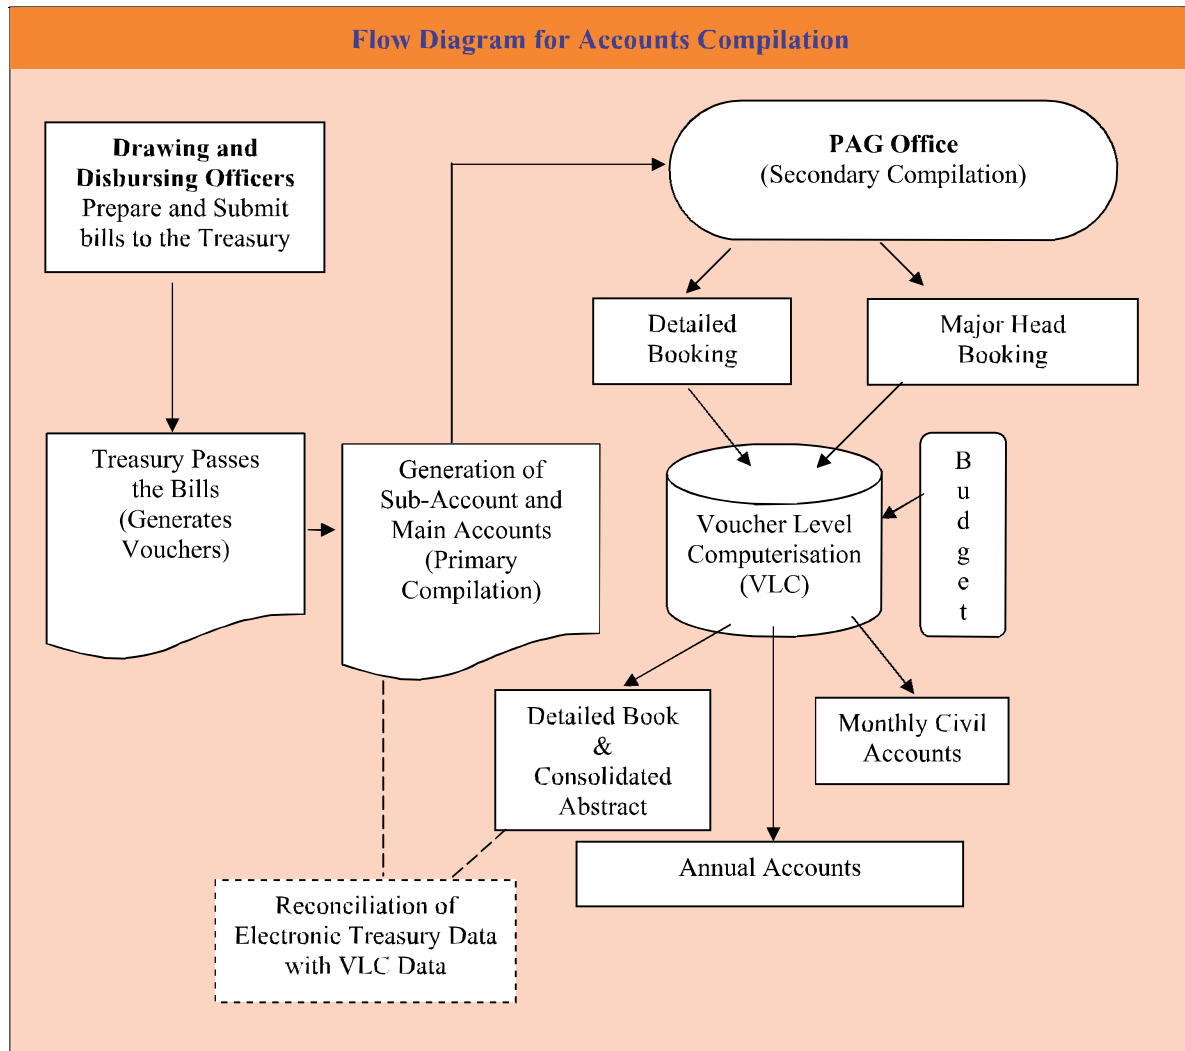 Flow Diagram for Accounts Compilation
Drawing and
Disbursing Officers
Prepare and Submit
bills to the Treasury
PAG Office
(Secondary Compilation)
Detailed
Booking
Major Head
Booking
Treasury Passes
the Bills
(Generates
Vouchers)
Generation of
Sub-Account and
Main Accounts
(Primary
Compilation)
Voucher Level
Computerisation
(VLC)
B
u
d
g
e
t
Detailed Book
&
Consolidated
Abstract
Monthly Civil
Accounts
Annual Accounts
Reconciliation of
Electronic Treasury Data
with VLC Data